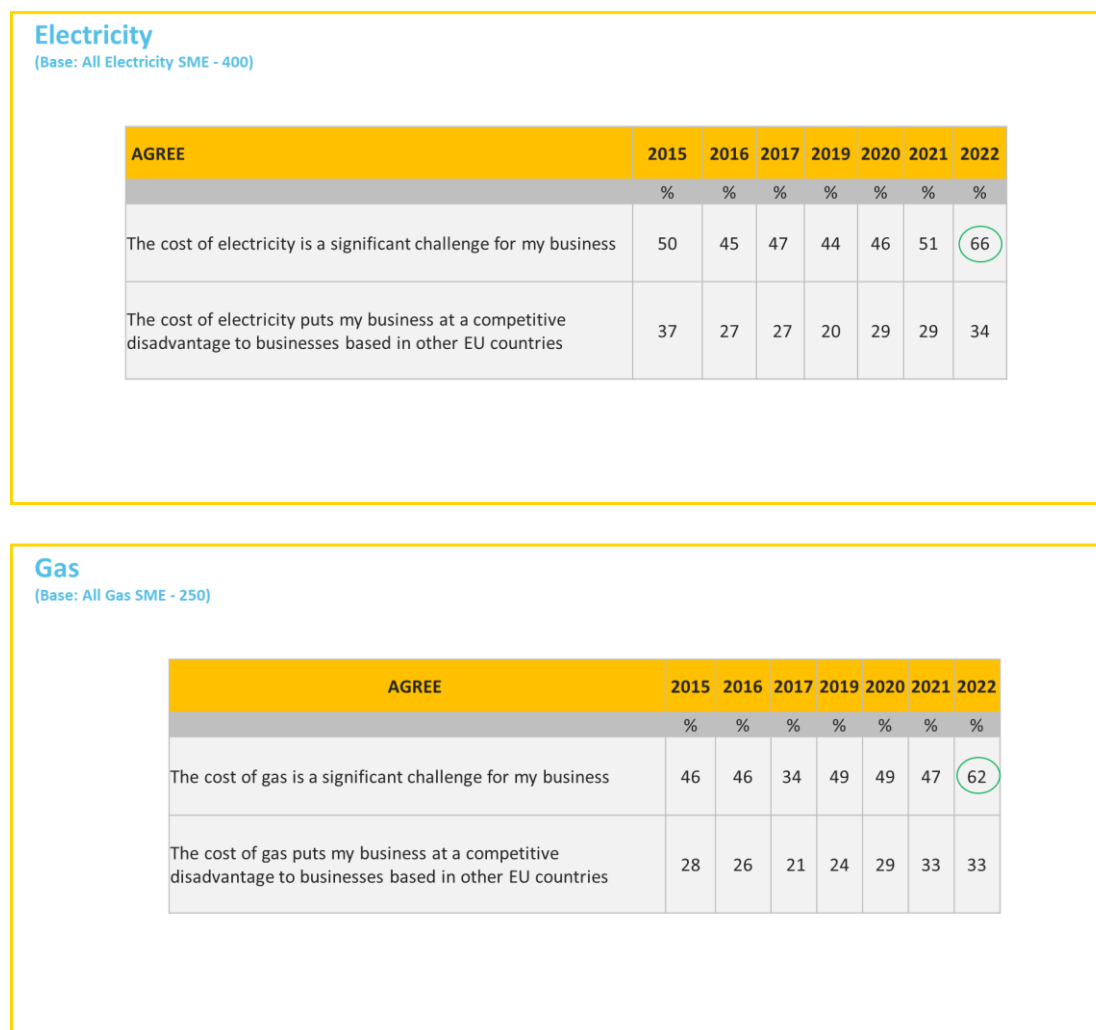 Electricity
(Base: All Electricity SME - 400)
AGREE 2015 2016 2017 2019 2020 2021 2022
% % % % % % %
The cost of electricity is a significant challenge for my business 50 45 47 44 46 51 66
The cost of electricity puts my business at a competitive
disadvantage to businesses based in other EU countries 37 27 27 20 29 29 34
Gas
(Base: All Gas SME - 250)
AGREE 2015 2016 2017 2019 2020 2021 2022
% % % % % % %
The cost of gas is a significant challenge for my business 46 46 34 49 49 47 62
The cost of gas puts my business at a competitive
disadvantage to businesses based in other EU countries 28 26 21 24 29 33 33